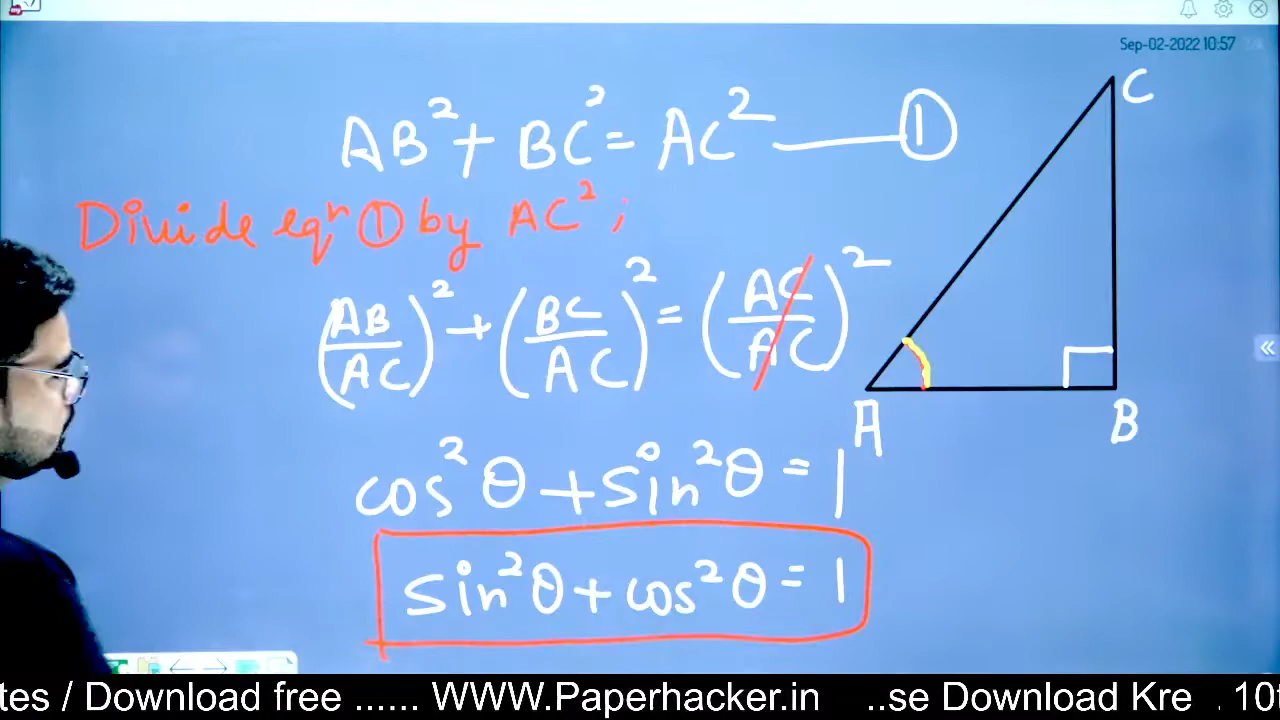 Sep-02-2022 10:57
C
AB² + BC² = AC² —— ①
Divide eqⁿ ① by AC² ;
(AB/AC)² + (BC/AC)² = (AC/AC)²
A
B
cos²θ + sin²θ = 1
sin²θ + cos²θ = 1
tes / Download free ...... WWW.Paperhacker.in ..se Download Kre . 10